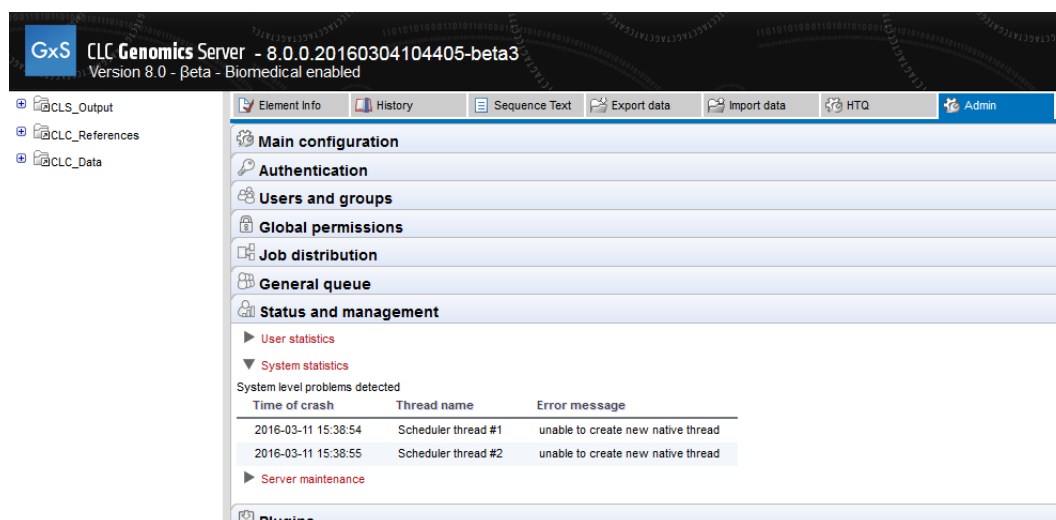 GxS CLC Genomics Server - 8.0.0.20160304104405-beta3
Version 8.0 - βeta - Biomedical enabled
CLS_Output
CLC_References
CLC_Data
Element Info History Sequence Text Export data Import data HTQ Admin
Main configuration
Authentication
Users and groups
Global permissions
Job distribution
General queue
Status and management
User statistics
System statistics
System level problems detected
Time of crash Thread name Error message
2016-03-11 15:38:54 Scheduler thread #1 unable to create new native thread
2016-03-11 15:38:55 Scheduler thread #2 unable to create new native thread
Server maintenance
Plugins